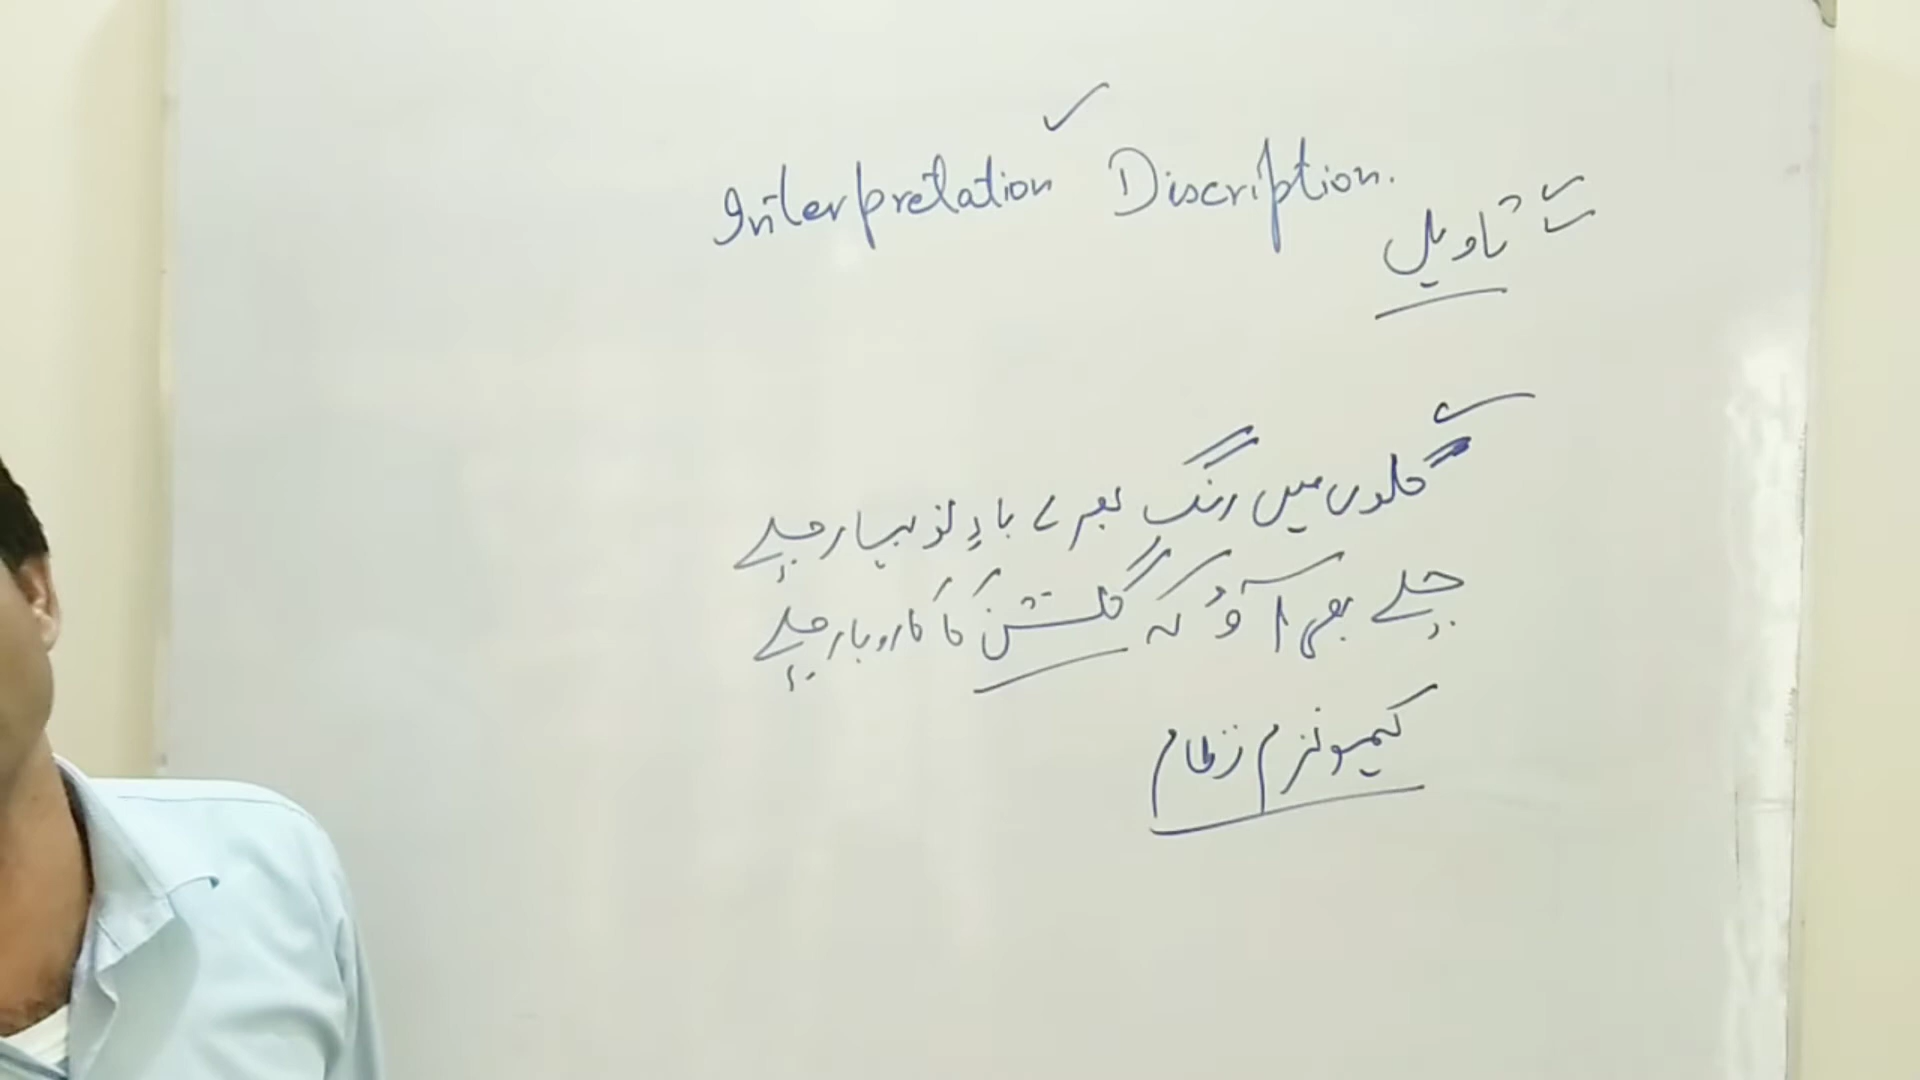 Interpretation Discription.
تاویل
گلوں میں رنگ بھرے بادِ نو بہار چلے
چلے بھی آؤ کہ گلشن کا کاروبار چلے
کیمونزم نظام